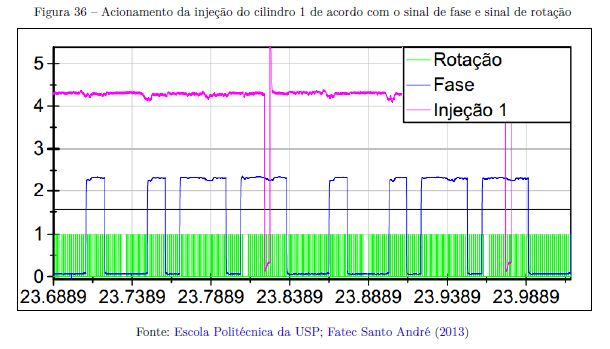 Figura 36 – Acionamento da injeção do cilindro 1 de acordo com o sinal de fase e sinal de rotação
Rotação
Fase
Injeção 1
5
4
3
2
1
0
23.6889 23.7389 23.7889 23.8389 23.8889 23.9389 23.9889
Fonte: Escola Politécnica da USP; Fatec Santo André (2013)